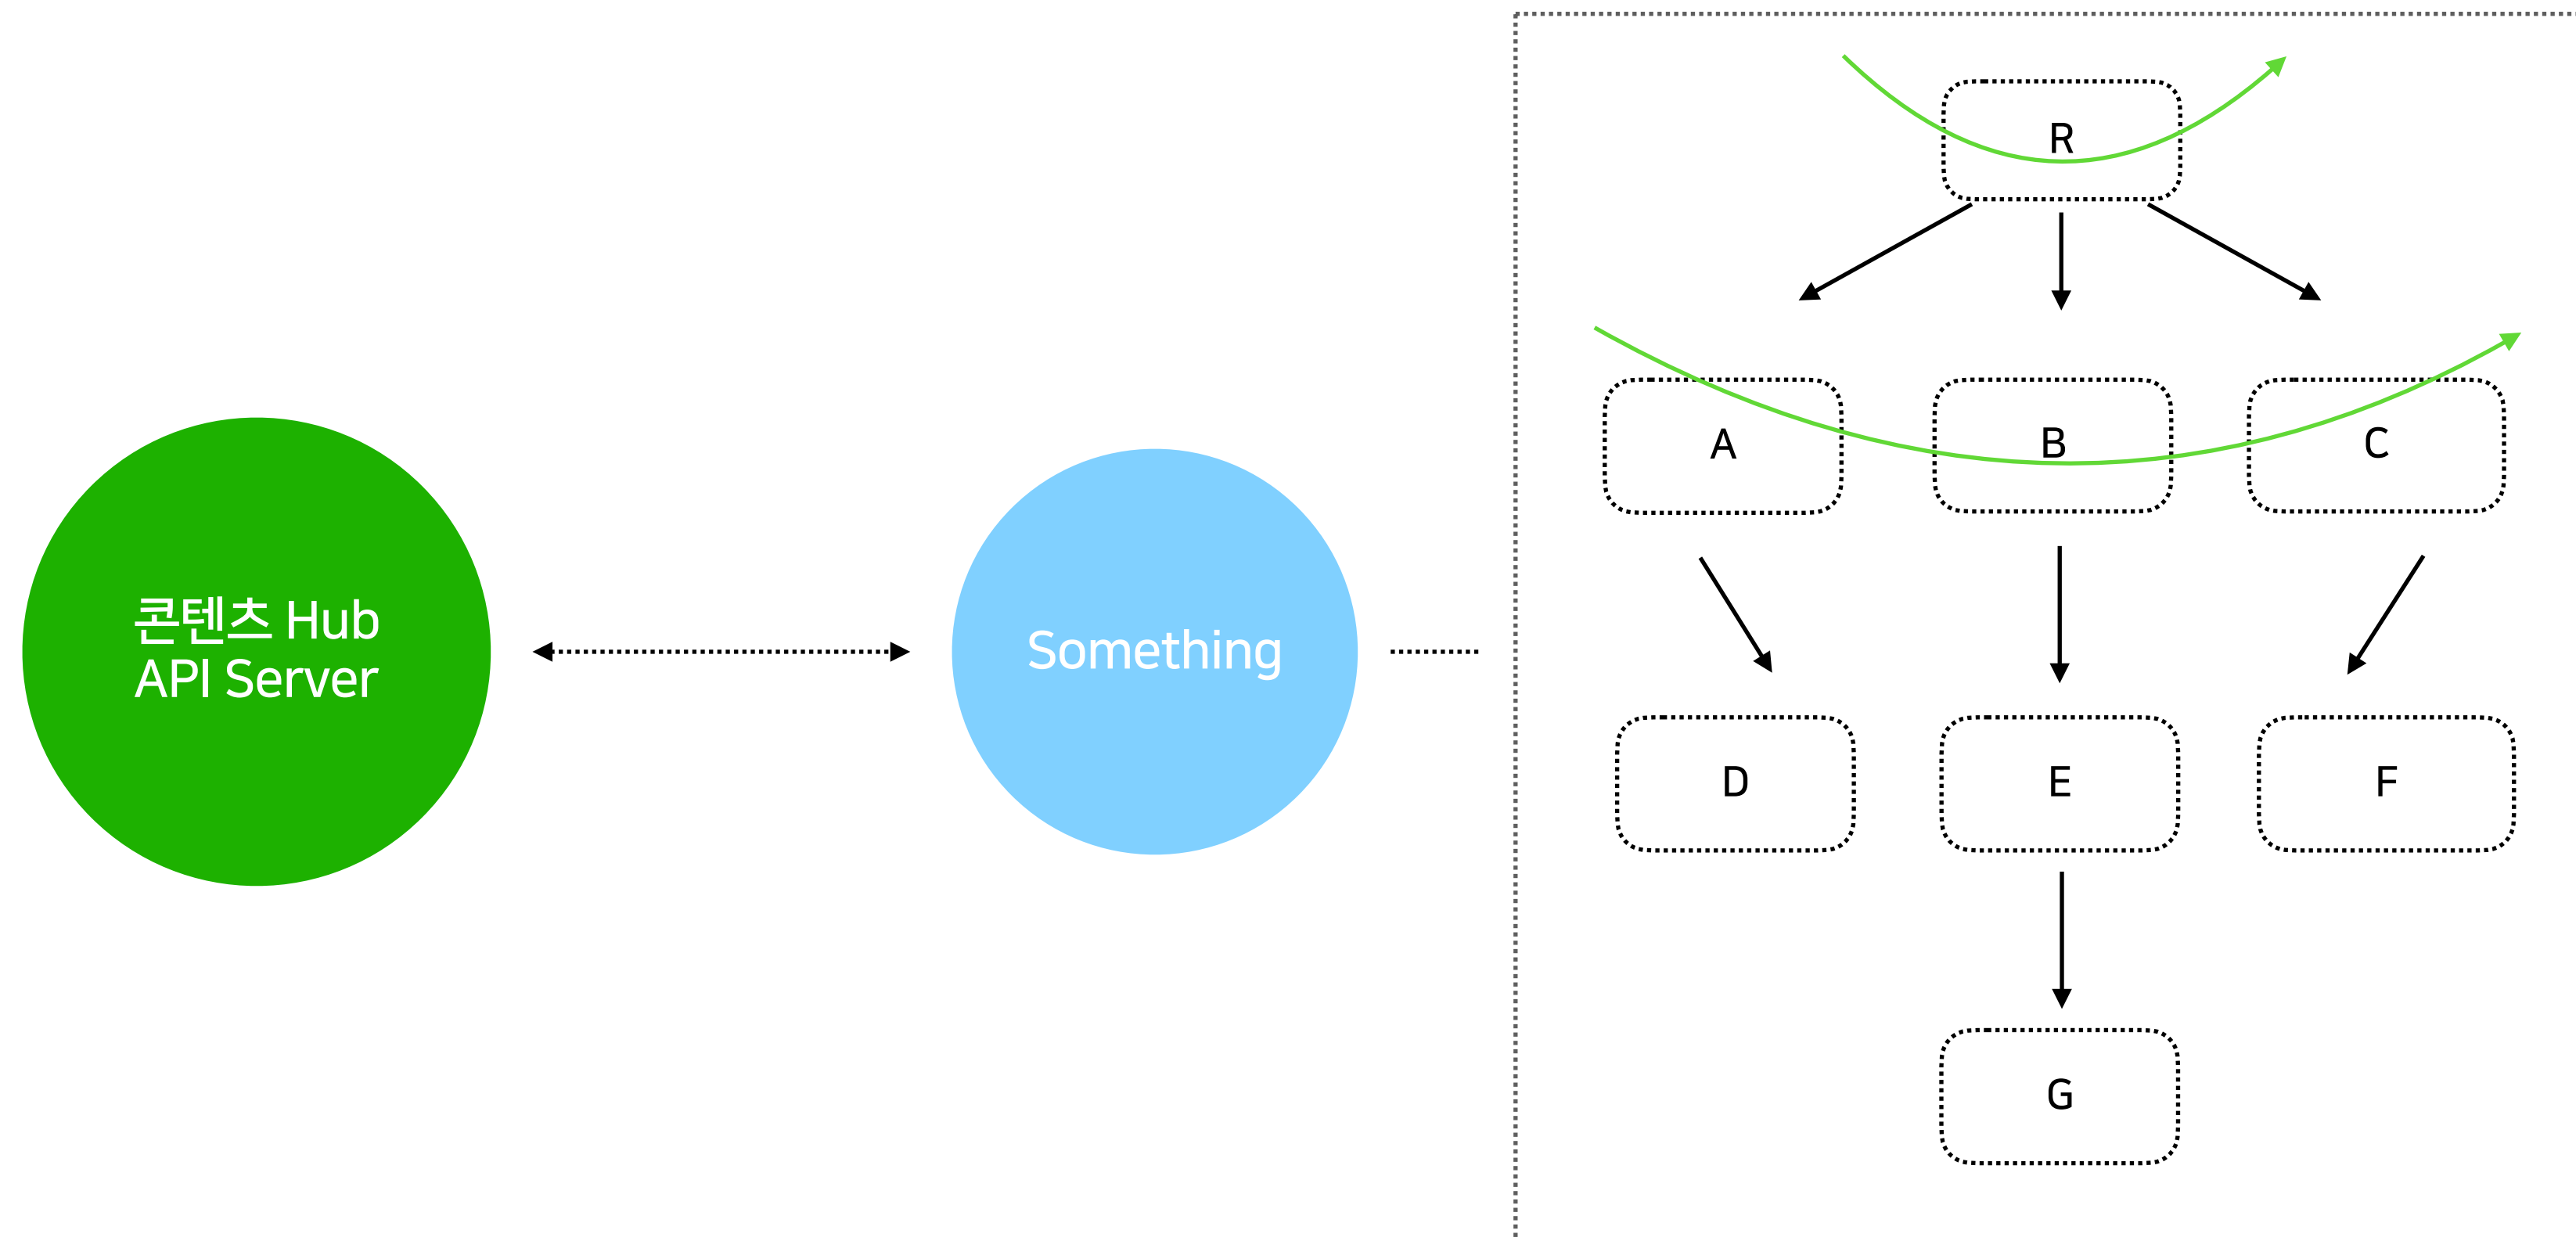 콘텐츠 Hub
API Server
Something
R
A
B
C
D
E
F
G